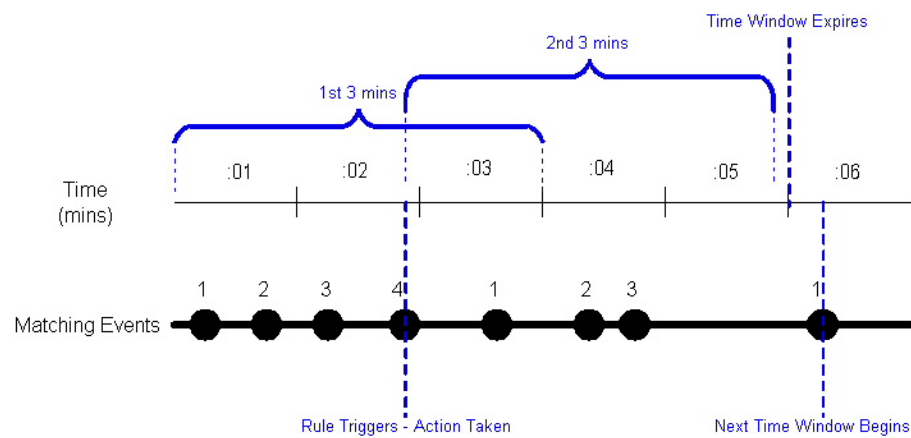 Time Window Expires
2nd 3 mins
1st 3 mins
:01 :02 :03 :04 :05 :06
Time
(mins)
1 2 3 4 1 2 3 1
Matching Events
Rule Triggers - Action Taken Next Time Window Begins